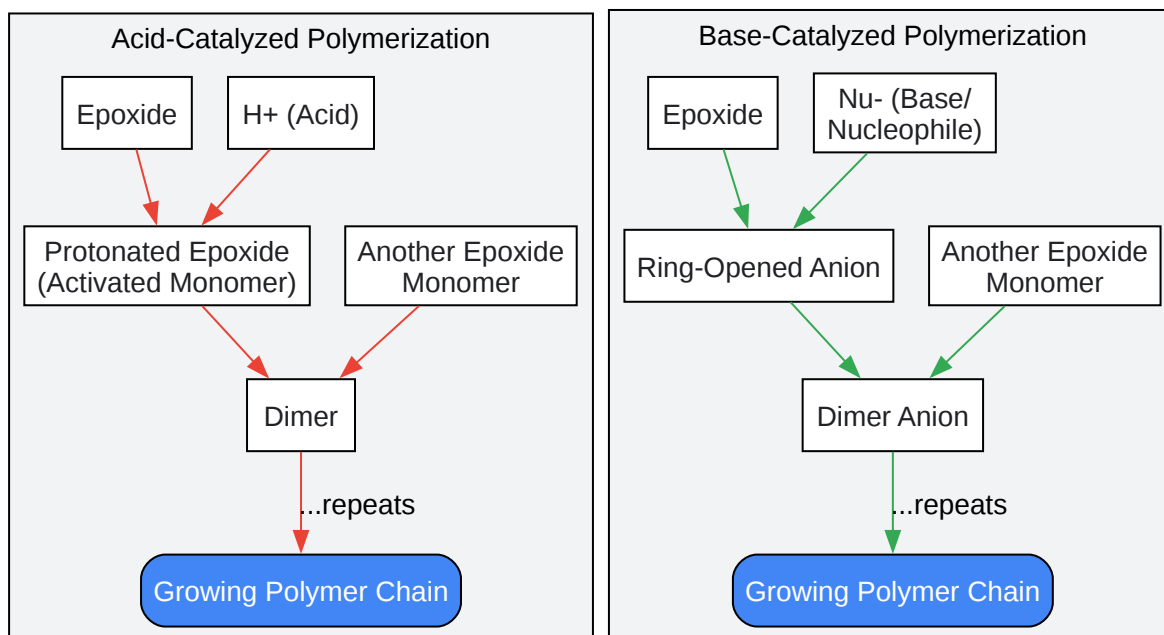 Acid-Catalyzed Polymerization
Epoxide
H+ (Acid)
Protonated Epoxide
(Activated Monomer)
Another Epoxide
Monomer
Dimer
...repeats
Growing Polymer Chain
Base-Catalyzed Polymerization
Epoxide
Nu- (Base/
Nucleophile)
Ring-Opened Anion
Another Epoxide
Monomer
Dimer Anion
...repeats
Growing Polymer Chain